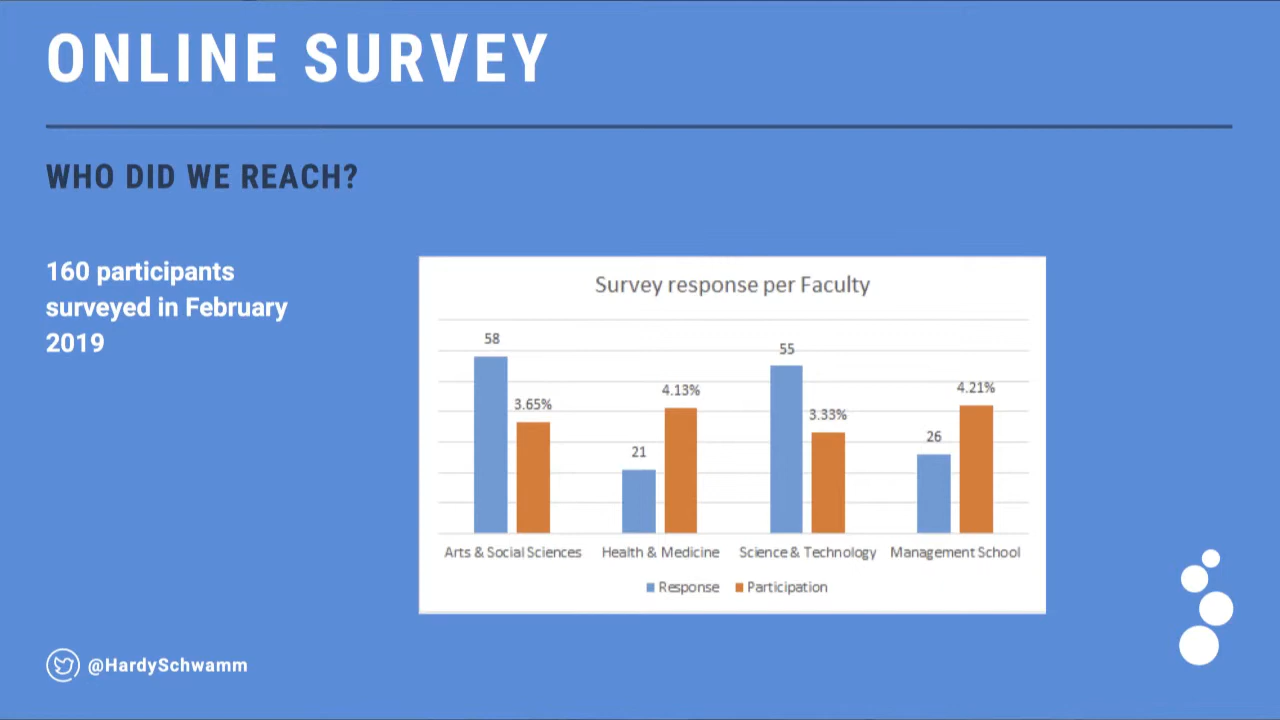 ONLINE SURVEY
WHO DID WE REACH?
160 participants
surveyed in February
2019
Survey response per Faculty
58
3.65%
21
4.13%
55
3.33%
26
4.21%
Arts & Social Sciences
Health & Medicine
Science & Technology
Management School
Response
Participation
@HardySchwamm